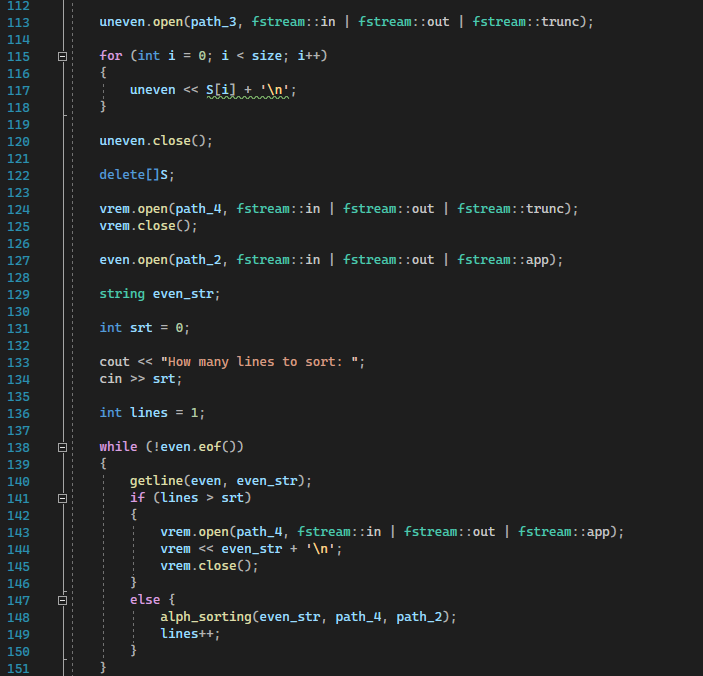 112
113 uneven.open(path_3, fstream::in | fstream::out | fstream::trunc);
114
115 for (int i = 0; i < size; i++)
116 {
117 uneven << S[i] + '\n';
118 }
119
120 uneven.close();
121
122 delete[]S;
123
124 vrem.open(path_4, fstream::in | fstream::out | fstream::trunc);
125 vrem.close();
126
127 even.open(path_2, fstream::in | fstream::out | fstream::app);
128
129 string even_str;
130
131 int srt = 0;
132
133 cout << "How many lines to sort: ";
134 cin >> srt;
135
136 int lines = 1;
137
138 while (!even.eof())
139 {
140 getline(even, even_str);
141 if (lines > srt)
142 {
143 vrem.open(path_4, fstream::in | fstream::out | fstream::app);
144 vrem << even_str + '\n';
145 vrem.close();
146 }
147 else {
148 alph_sorting(even_str, path_4, path_2);
149 lines++;
150 }
151 }